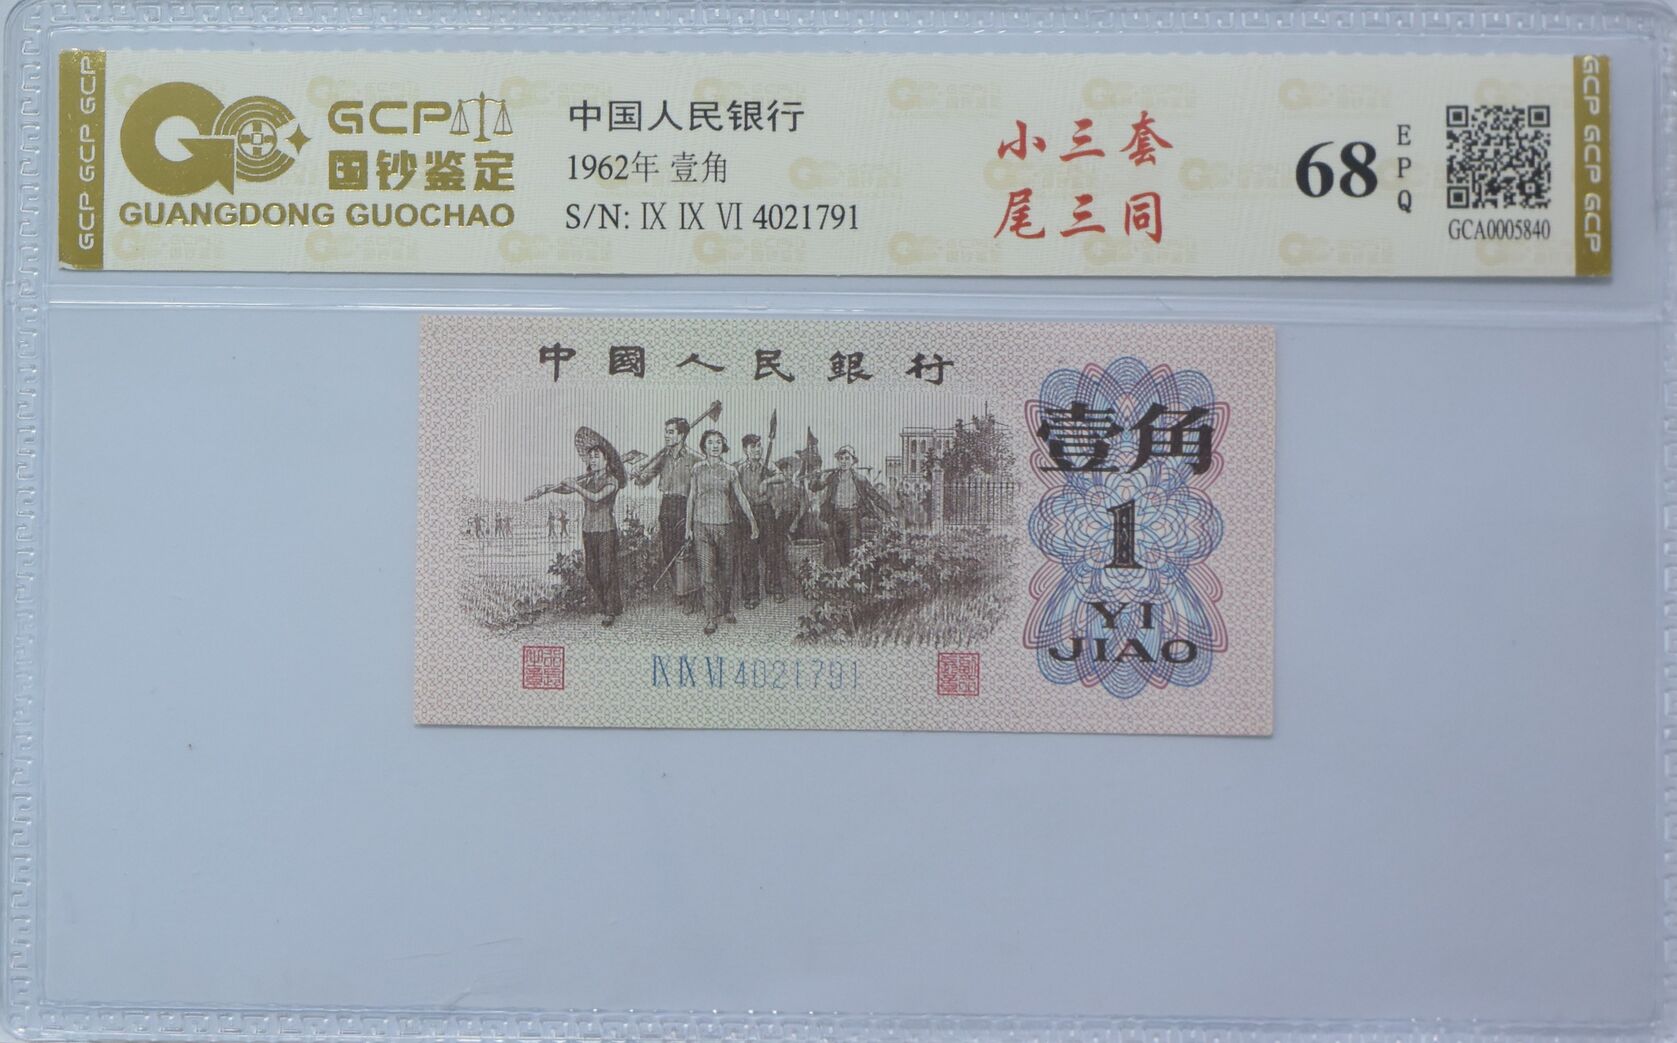 GCP GCP GCP
GCP
国钞鉴定
GUANGDONG GUOCHAO
中国人民银行
1962年 壹角
S/N: IX IX VI 4021791
小三套
尾三同
68
EPQ
GCA0005840
GCP GCP GCP
中國人民銀行
壹角
1
YI
JIAO
IX IX VI 4021791